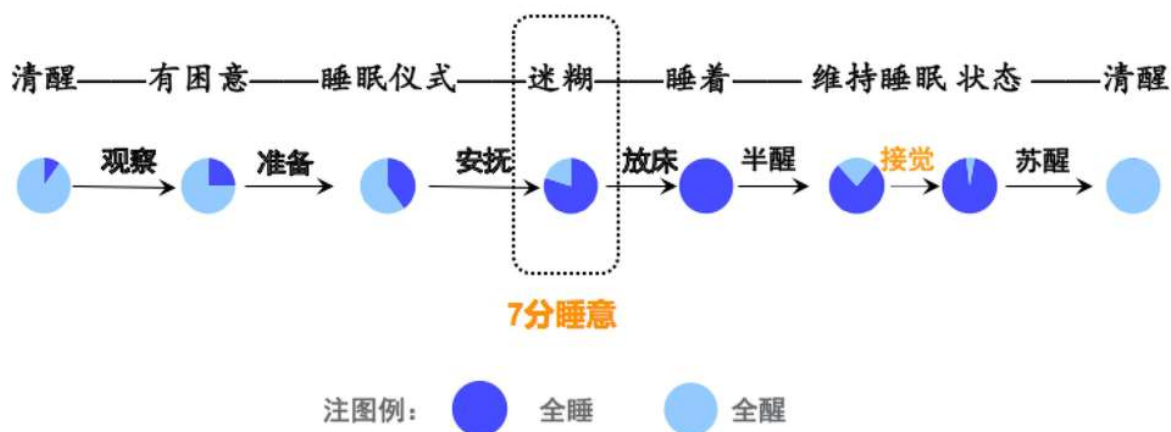 清醒——有困意——睡眠仪式——迷糊——睡着——维持睡眠 状态——清醒
观察 准备 安抚 放床 半醒 接觉 苏醒
7分睡意
注图例： 全睡 全醒